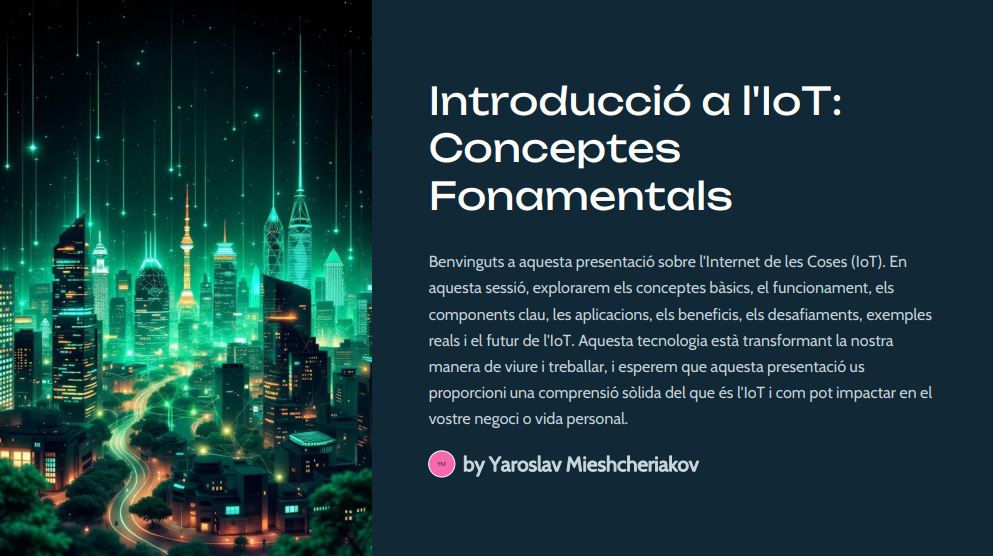 Introducció a l'IoT:
Conceptes
Fonamentals
Benvinguts a aquesta presentació sobre l'Internet de les Coses (IoT). En
aquesta sessió, explorarem els conceptes bàsics, el funcionament, els
components clau, les aplicacions, els beneficis, els desafiaments, exemples
reals i el futur de l'IoT. Aquesta tecnologia està transformant la nostra
manera de viure i treballar, i esperem que aquesta presentació us
proporcioni una comprensió sòlida del que és l'IoT i com pot impactar en el
vostre negoci o vida personal.
YM by Yaroslav Mieshcheriakov